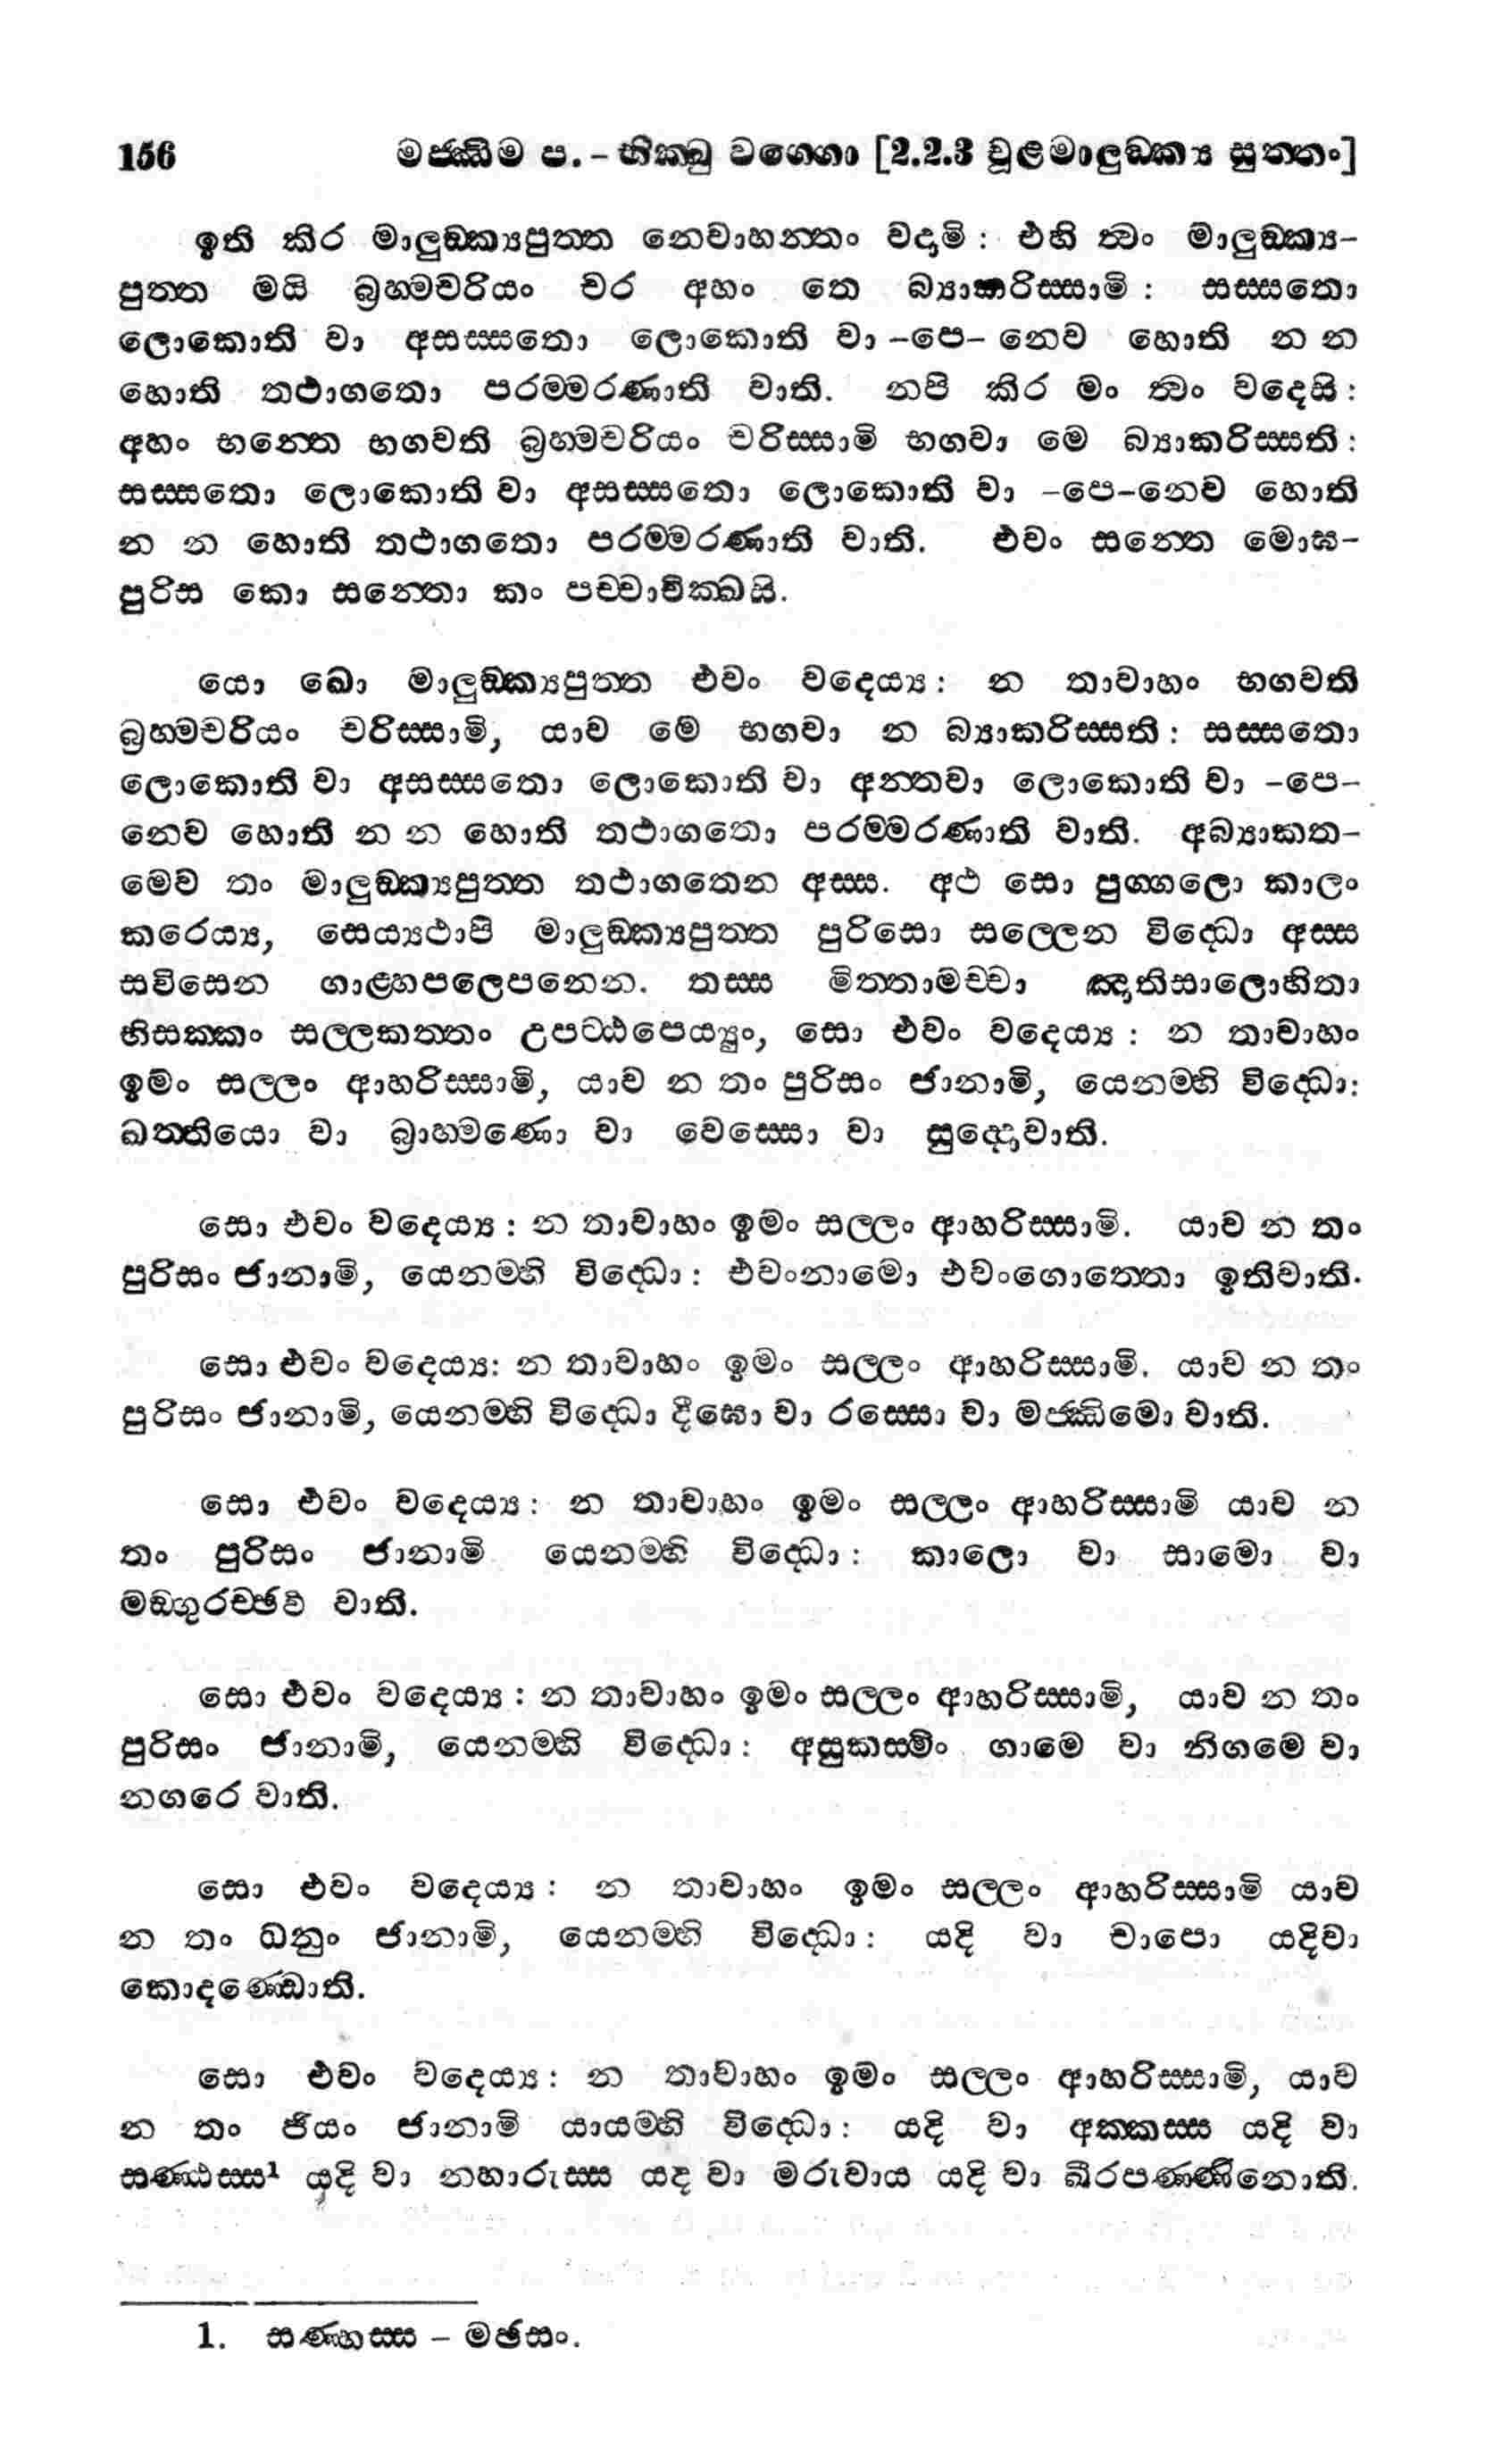 156 මජ්ඣිම ප. - භික්ඛු වග්ගො [2.2.3 චූළමාලුඞ්ක්‍ය සුත්තං]
ඉති කිර මාලුඞ්ක්‍යපුත්ත නෙවාහන්තං වදාමි : එහි ත්‍වං මාලුඞ්ක්‍ය-
පුත්ත මයි බ්‍රහ්මචරියං චර අහං තෙ බ්‍යාකරිස්සාමි : සස්සතො
ලොකොති වා අසස්සතො ලොකොති වා -පෙ- නෙව හොති න න
හොති තථාගතො පරම්මරණාති වාති. නපි කිර මං ත්‍වං වදෙසි :
අහං භන්තෙ භගවති බ්‍රහ්මචරියං චරිස්සාමි භගවා මෙ බ්‍යාකරිස්සති :
සස්සතො ලොකොති වා අසස්සතො ලොකොති වා -පෙ-නෙව හොති
න න හොති තථාගතො පරම්මරණාති වාති. එවං සන්තෙ මොඝ-
පුරිස කො සන්තො කං පච්චාචික්ඛසි.
යො ඛො මාලුඞ්ක්‍යපුත්ත එවං වදෙය්‍ය : න තාවාහං භගවති
බ්‍රහ්මචරියං චරිස්සාමි, යාව මෙ භගවා න බ්‍යාකරිස්සති : සස්සතො
ලොකොති වා අසස්සතො ලොකොති වා අන්තවා ලොකොති වා -පෙ-
නෙව හොති න න හොති තථාගතො පරම්මරණාති වාති. අබ්‍යාකත-
මෙව තං මාලුඞ්ක්‍යපුත්ත තථාගතෙන අස්ස. අථ සො පුග්ගලො කාලං
කරෙය්‍ය, සෙය්‍යථාපි මාලුඞ්ක්‍යපුත්ත පුරිසො සල්ලෙන විද්ධො අස්ස
සවිසෙන ගාළ්හපලෙපනෙන. තස්ස මිත්තාමච්චා ඤාතිසාලොහිතා
භිසක්කං සල්ලකත්තං උපට්ඨපෙය්‍යුං, සො එවං වදෙය්‍ය : න තාවාහං
ඉමං සල්ලං ආහරිස්සාමි, යාව න තං පුරිසං ජානාමි, යෙනම්හි විද්ධො:
ඛත්තියො වා බ්‍රාහ්මණො වා වෙස්සො වා සුද්දොවාති.
සො එවං වදෙය්‍ය : න තාවාහං ඉමං සල්ලං ආහරිස්සාමි. යාව න තං
පුරිසං ජානාමි, යෙනම්හි විද්ධො : එවංනාමො එවංගොත්තො ඉතිවාති.
සො එවං වදෙය්‍ය: න තාවාහං ඉමං සල්ලං ආහරිස්සාමි. යාව න තං
පුරිසං ජානාමි, යෙනම්හි විද්ධො දීඝො වා රස්සො වා මජ්ඣිමො වාති.
සො එවං වදෙය්‍ය : න තාවාහං ඉමං සල්ලං ආහරිස්සාමි යාව න
තං පුරිසං ජානාමි යෙනම්හි විද්ධො : කාලො වා සාමො වා
මඞ්ගුරච්ඡවි වාති.
සො එවං වදෙය්‍ය : න තාවාහං ඉමං සල්ලං ආහරිස්සාමි, යාව න තං
පුරිසං ජානාමි, යෙනම්හි විද්ධො : අසුකස්මිං ගාමෙ වා නිගමෙ වා
නගරෙ වාති.
සො එවං වදෙය්‍ය : න තාවාහං ඉමං සල්ලං ආහරිස්සාමි යාව
න තං ධනුං ජානාමි, යෙනම්හි විද්ධො : යදි වා චාපො යදිවා
කොදණ්ඩොති.
සො එවං වදෙය්‍ය : න තාවාහං ඉමං සල්ලං ආහරිස්සාමි, යාව
න තං ජියං ජානාමි යායම්හි විද්ධො : යදි වා අක්කස්ස යදි වා
සණ්ඨස්ස¹ යදි වා නහාරුස්ස යද වා මරුවාය යදි වා ඛීරපණ්ණිනොති.
1. සණ්හස්ස - මඡසං.